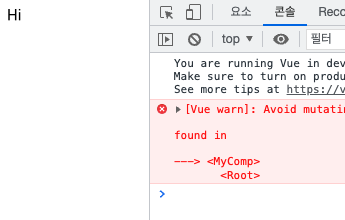 Hi
요소 콘솔 Reco
top 필터
You are running Vue in dev
Make sure to turn on produ
See more tips at https://v
[Vue warn]: Avoid mutatin
found in
---> <MyComp>
<Root>